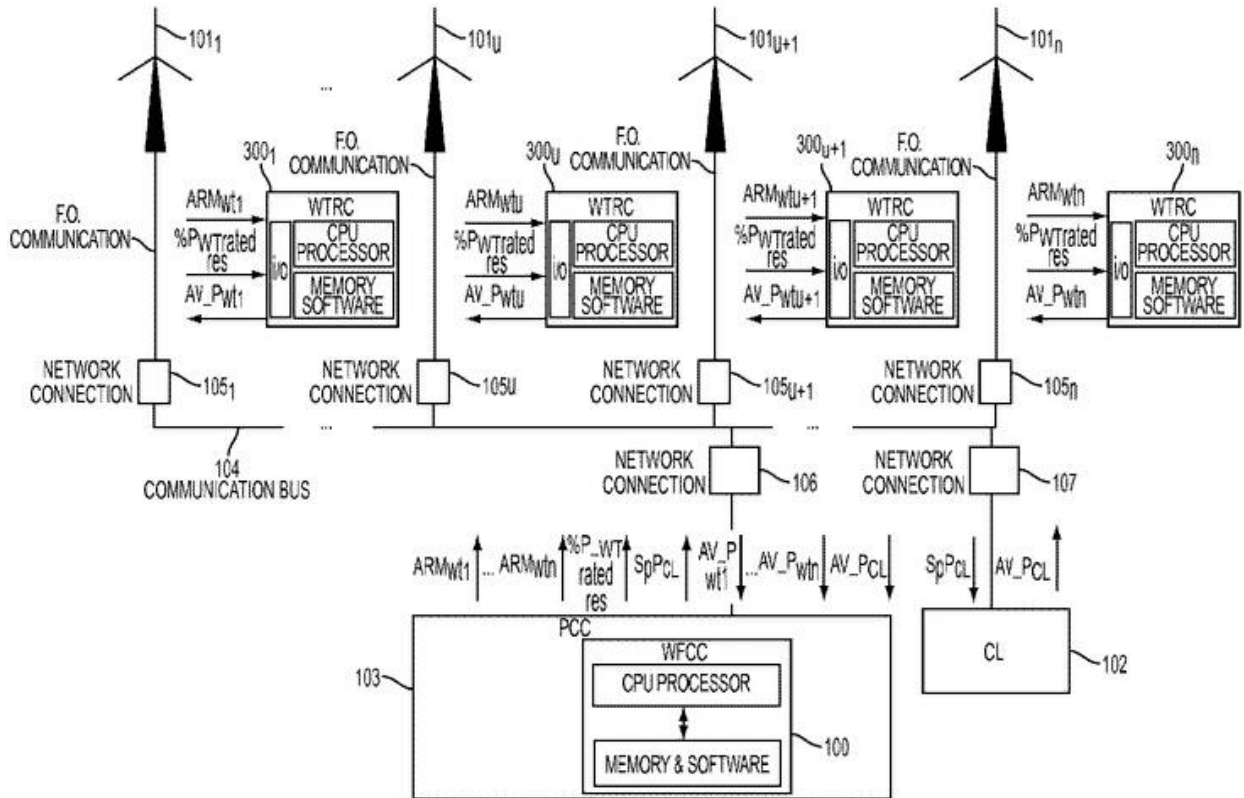 101₁
101u
101u+1
101n
...
F.O.
COMMUNICATION
300₁
ARMwt1
%PWTrated
res
AV_Pwt1
WTRC
i/o
CPU
PROCESSOR
MEMORY
SOFTWARE
F.O.
COMMUNICATION
300u
ARMwtu
%PWTrated
res
AV_Pwtu
WTRC
i/o
CPU
PROCESSOR
MEMORY
SOFTWARE
F.O.
COMMUNICATION
300u+1
ARMwtu+1
%PWTrated
res
AV_Pwtu+1
WTRC
i/o
CPU
PROCESSOR
MEMORY
SOFTWARE
F.O.
COMMUNICATION
300n
ARMwtn
%PWTrated
res
AV_Pwtn
WTRC
i/o
CPU
PROCESSOR
MEMORY
SOFTWARE
NETWORK
CONNECTION
105₁
NETWORK
CONNECTION
105u
NETWORK
CONNECTION
105u+1
NETWORK
CONNECTION
105n
...
...
104
COMMUNICATION BUS
NETWORK
CONNECTION
106
NETWORK
CONNECTION
107
ARMwt1
...
ARMwtn
%P_WT
rated
res
SpPCL
AV_P
wt1
...
AV_Pwtn
AV_PCL
SpPCL
AV_PCL
PCC
103
WFCC
CPU PROCESSOR
MEMORY & SOFTWARE
100
CL
102